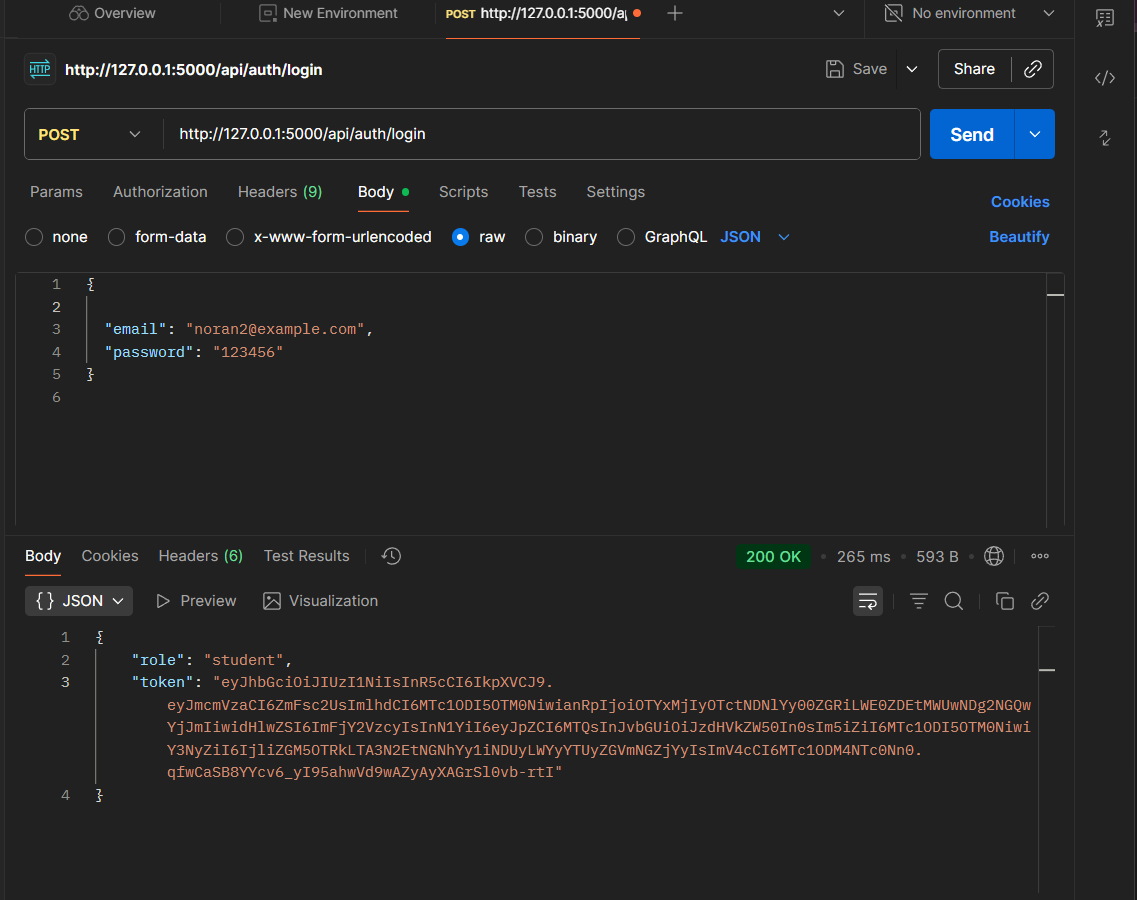 Overview
New Environment
POST http://127.0.0.1:5000/a
No environment
HTTP http://127.0.0.1:5000/api/auth/login
Save
Share
POST
http://127.0.0.1:5000/api/auth/login
Send
Params Authorization Headers (9) Body Scripts Tests Settings
Cookies
none form-data x-www-form-urlencoded raw binary GraphQL JSON
Beautify
1 {
2
3 "email": "noran2@example.com",
4 "password": "123456"
5 }
6
Body Cookies Headers (6) Test Results
200 OK • 265 ms • 593 B
{} JSON Preview Visualization
1 {
2 "role": "student",
3 "token": "eyJhbGciOiJIUzI1NiIsInR5cCI6IkpXVCJ9.
eyJmcmVzaCI6ZmFsc2UsImlhdCI6MTc1ODI5OTM0NiwianRpIjoiOTYxMjIyOTctNDNlYy00ZGRiLWE0ZDEtMWUwNDg2NGQw
YjJmIiwidHlwZSI6ImFjY2VzcyIsInN1YiI6eyJpZCI6MTQsInJvbGUiOiJzdHVkZW50In0sIm5iZiI6MTc1ODI5OTM0Niwi
Y3NyZiI6IjliZGM5OTRkLTA3N2EtNGNhYy1iNDUyLWYyYTUyZGVmNGZjYyIsImV4cCI6MTc1ODM4NTc0Nn0.
qfwCaSB8YYcv6_yI95ahwVd9wAZyAyXAGrSl0vb-rtI"
4 }